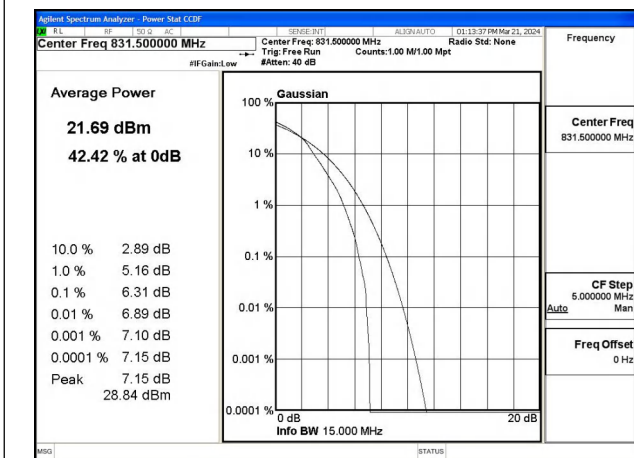 Agilent Spectrum Analyzer - Power Stat CCDF
RL RF 50 Ω AC SENSE:INT ALIGN AUTO 01:13:37 PM Mar 21, 2024
Center Freq 831.500000 MHz
Center Freq: 831.500000 MHz Radio Std: None
Trig: Free Run Counts:1.00 M/1.00 Mpt
#IFGain:Low #Atten: 40 dB
Frequency
Average Power
21.69 dBm
42.42 % at 0dB
10.0 % 2.89 dB
1.0 % 5.16 dB
0.1 % 6.31 dB
0.01 % 6.89 dB
0.001 % 7.10 dB
0.0001 % 7.15 dB
Peak 7.15 dB
28.84 dBm
Gaussian
100 %
10 %
1 %
0.1 %
0.01 %
0.001 %
0.0001 %
0 dB 20 dB
Info BW 15.000 MHz
Center Freq
831.500000 MHz
CF Step
5.000000 MHz
Auto Man
Freq Offset
0 Hz
MSG STATUS